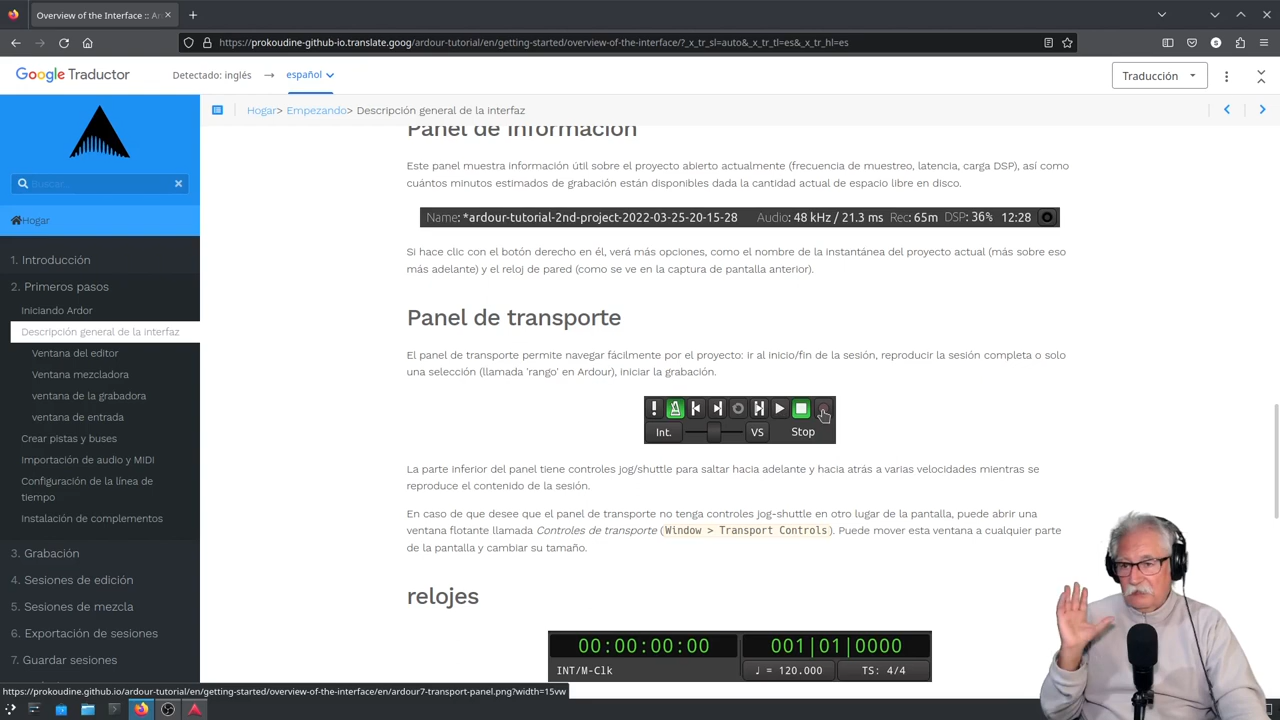 Overview of the Interface :: Ar
https://prokoudine-github-io.translate.goog/ardour-tutorial/en/getting-started/overview-of-the-interface/?_x_tr_sl=auto&_x_tr_tl=es&_x_tr_hl=es
Google Traductor
Detectado: inglés
español
Traducción
Hogar> Empezando> Descripción general de la interfaz
Buscar...
Hogar
1. Introducción
2. Primeros pasos
Iniciando Ardor
Descripción general de la interfaz
Ventana del editor
Ventana mezcladora
ventana de la grabadora
ventana de entrada
Crear pistas y buses
Importación de audio y MIDI
Configuración de la línea de
tiempo
Instalación de complementos
3. Grabación
4. Sesiones de edición
5. Sesiones de mezcla
6. Exportación de sesiones
7. Guardar sesiones
Panel de información
Este panel muestra información útil sobre el proyecto abierto actualmente (frecuencia de muestreo, latencia, carga DSP), así como
cuántos minutos estimados de grabación están disponibles dada la cantidad actual de espacio libre en disco.
Name: *ardour-tutorial-2nd-project-2022-03-25-20-15-28 Audio: 48 kHz / 21.3 ms Rec: 65m DSP: 36% 12:28
Si hace clic con el botón derecho en él, verá más opciones, como el nombre de la instantánea del proyecto actual (más sobre eso
más adelante) y el reloj de pared (como se ve en la captura de pantalla anterior).
Panel de transporte
El panel de transporte permite navegar fácilmente por el proyecto: ir al inicio/fin de la sesión, reproducir la sesión completa o solo
una selección (llamada 'rango' en Ardour), iniciar la grabación.
Int. VS Stop
La parte inferior del panel tiene controles jog/shuttle para saltar hacia adelante y hacia atrás a varias velocidades mientras se
reproduce el contenido de la sesión.
En caso de que desee que el panel de transporte no tenga controles jog-shuttle en otro lugar de la pantalla, puede abrir una
ventana flotante llamada Controles de transporte (Window > Transport Controls). Puede mover esta ventana a cualquier parte
de la pantalla y cambiar su tamaño.
relojes
00:00:00:00 001|01|0000
INT/M-Clk ♩ = 120.000 TS: 4/4
https://prokoudine.github.io/ardour-tutorial/en/getting-started/overview-of-the-interface/en/ardour7-transport-panel.png?width=15vw